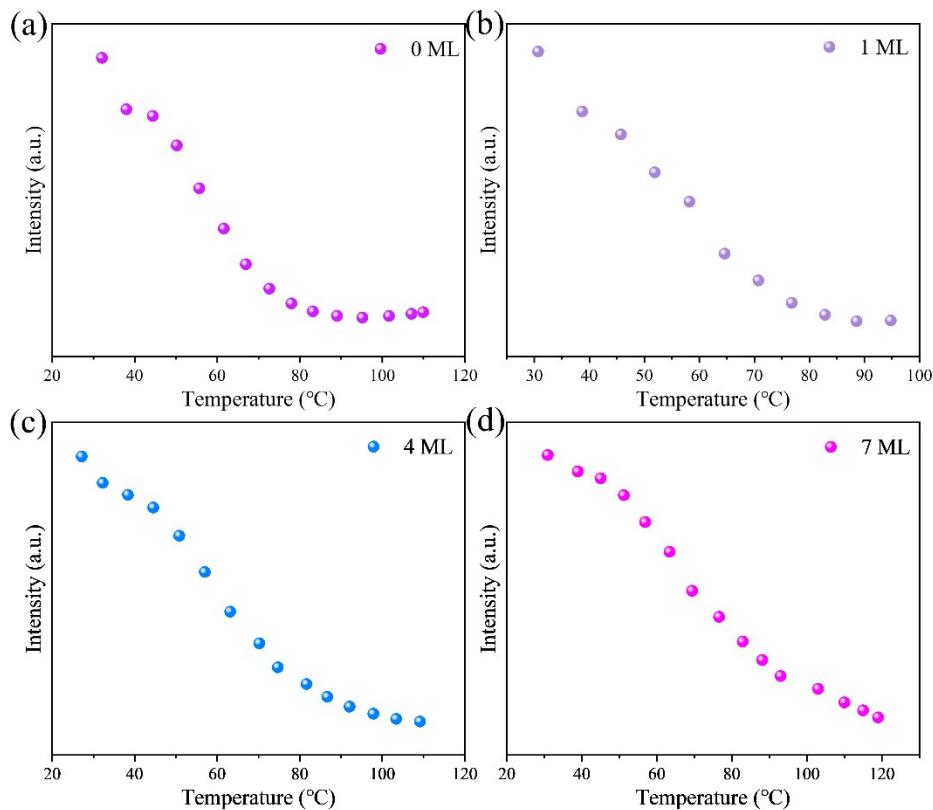 (a)
0 ML
Intensity (a.u.)
20 40 60 80 100 120
Temperature (℃)
(b)
1 ML
Intensity (a.u.)
30 40 50 60 70 80 90 100
Temperature (℃)
(c)
4 ML
Intensity (a.u.)
20 40 60 80 100 120
Temperature (℃)
(d)
7 ML
Intensity (a.u.)
20 40 60 80 100 120
Temperature (℃)